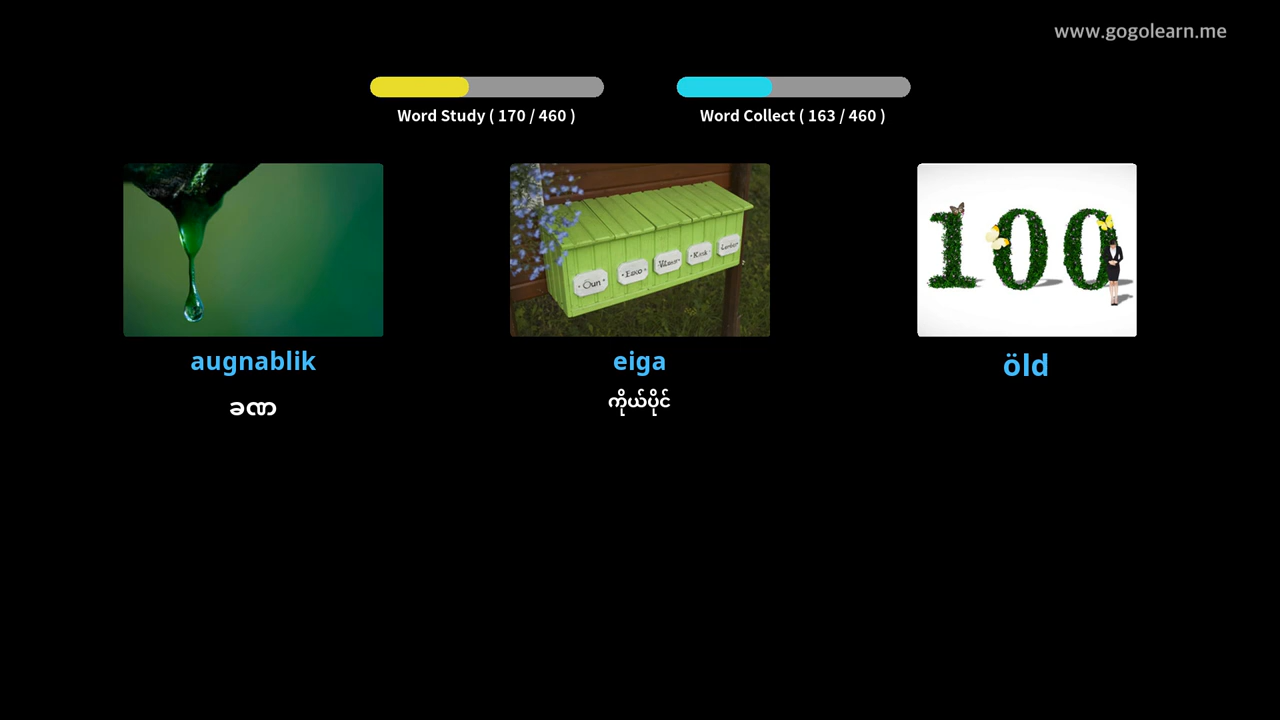 www.gogolearn.me
Word Study ( 170 / 460 )
Word Collect ( 163 / 460 )
100
augnablik
eiga
öld
ခဏ
ကိုယ်ပိုင်